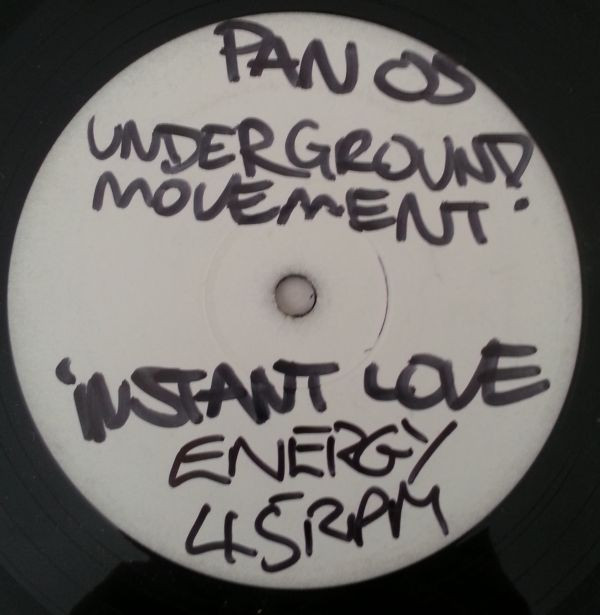 PAN 05
UNDERGROUND
MOVEMENT'
'INSTANT LOVE
ENERGY
45RPM